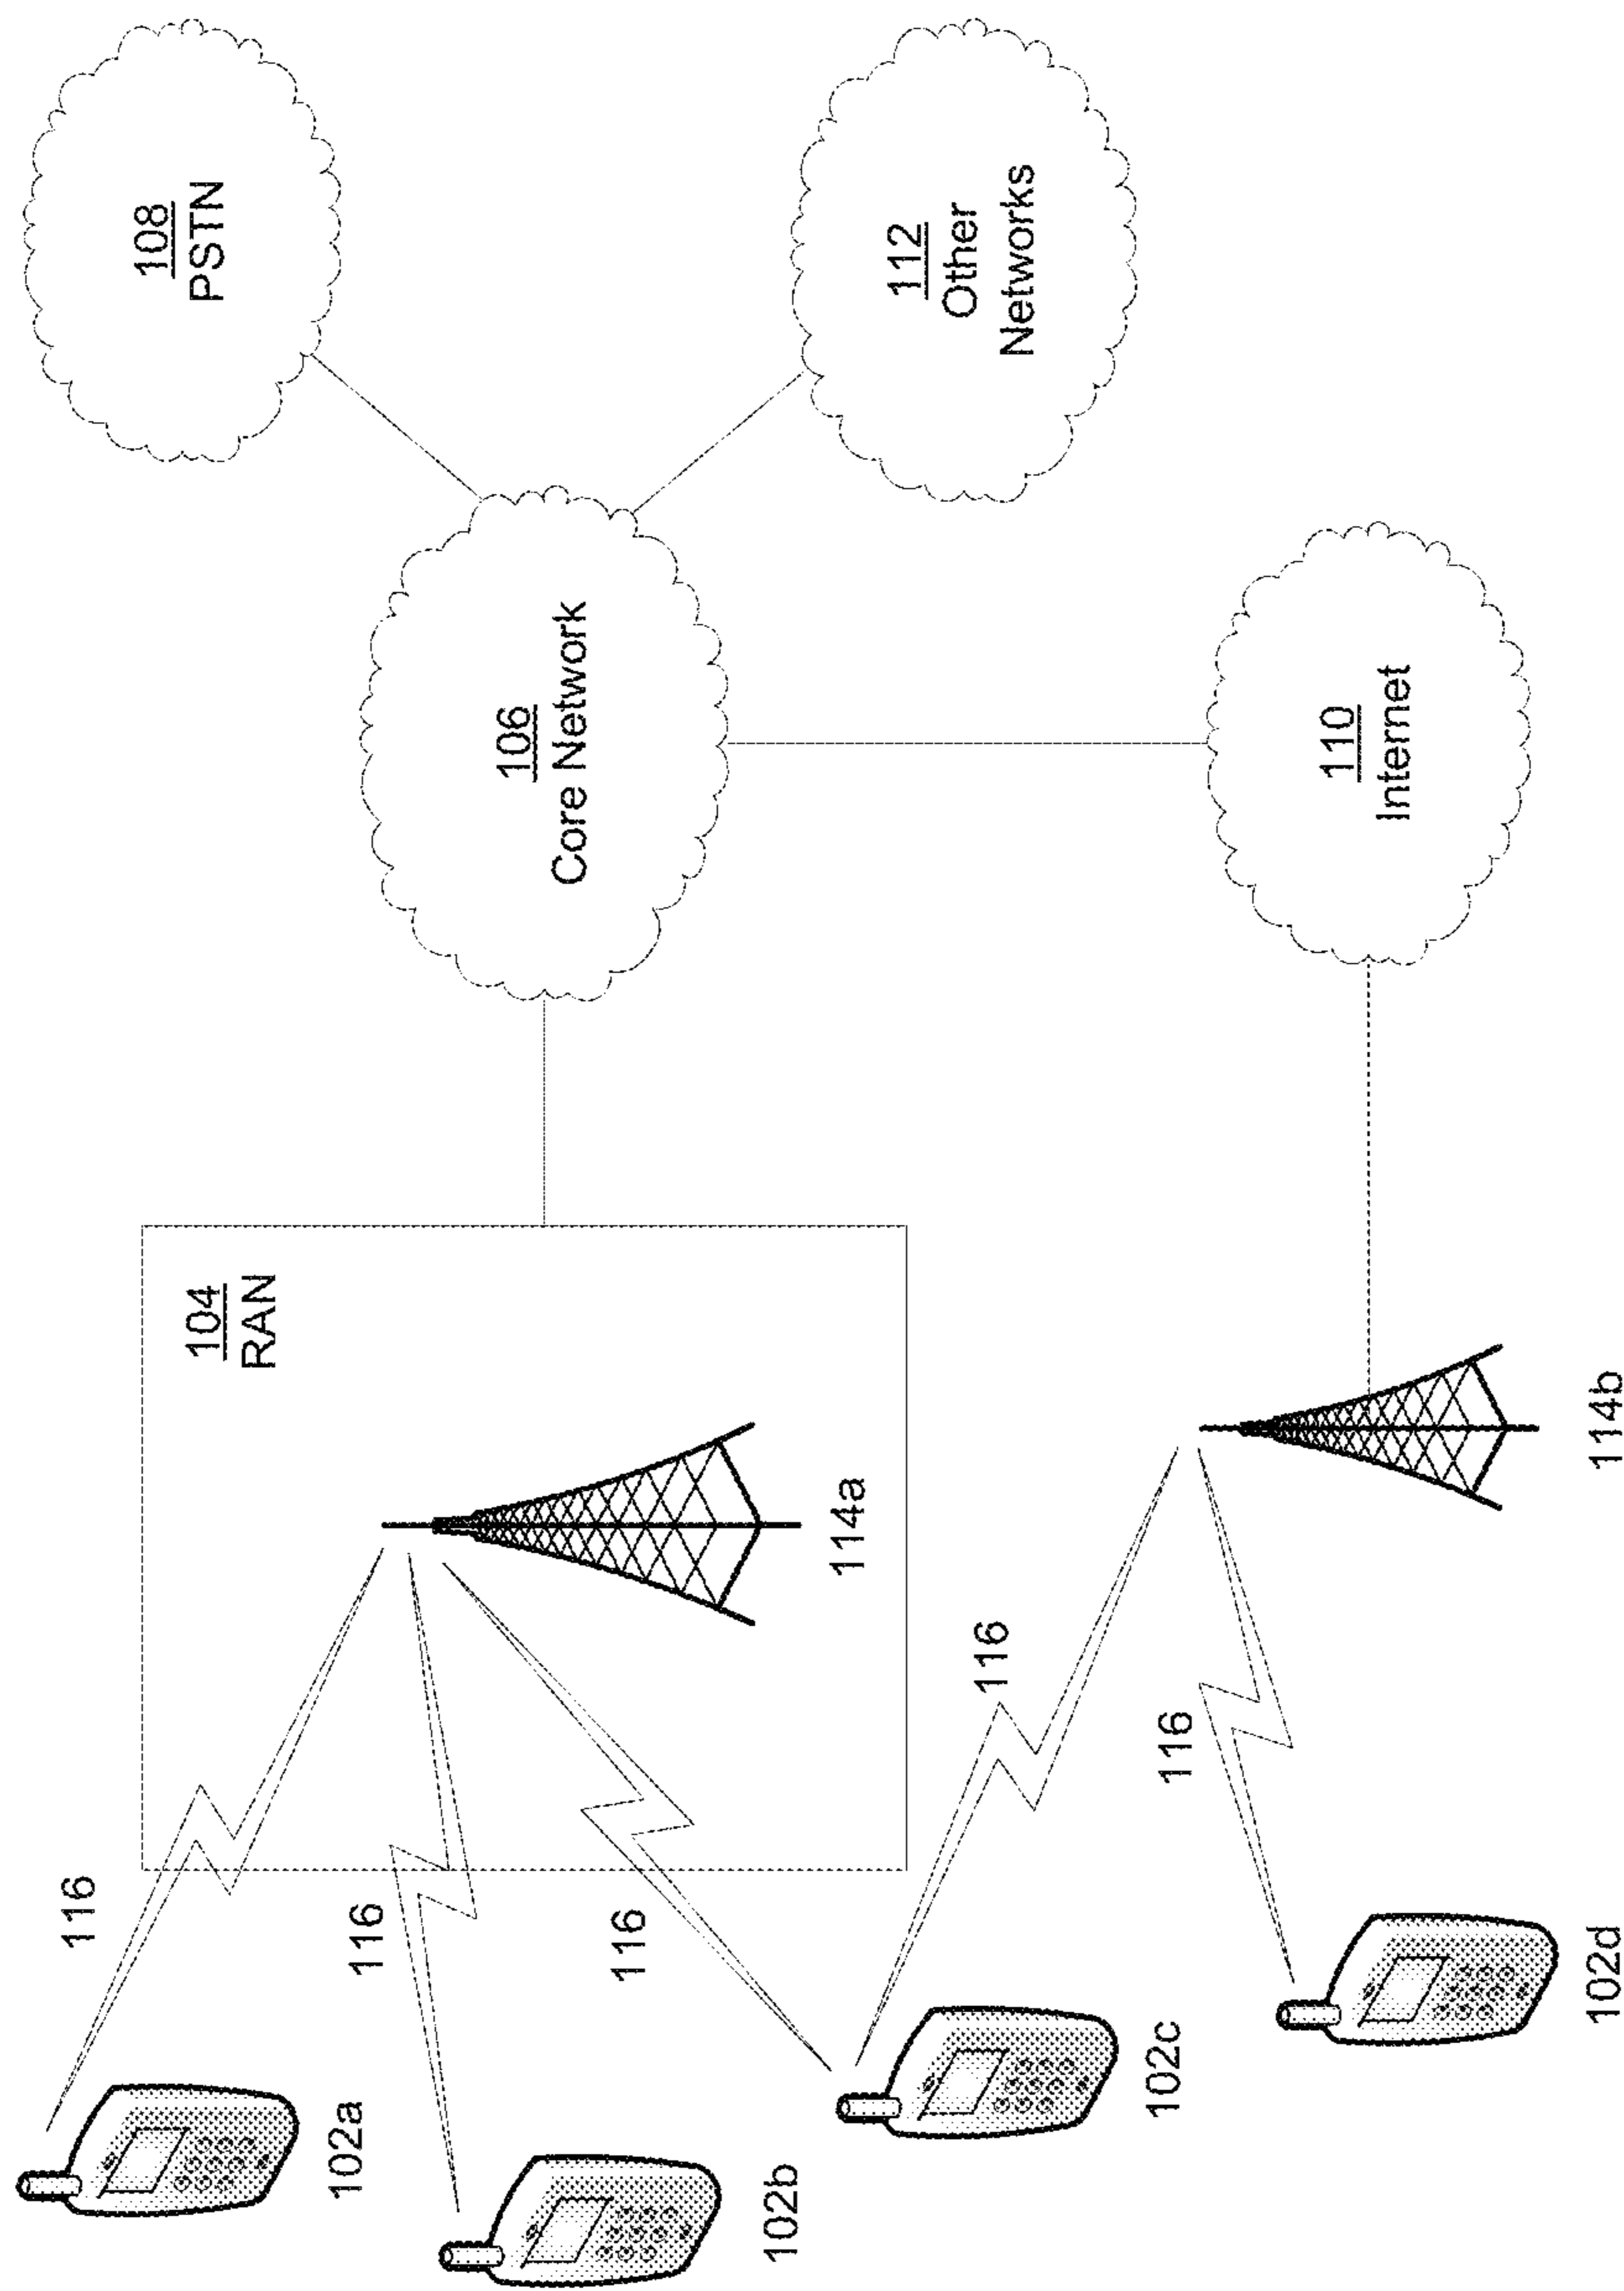 116
108
PSTN
104
RAN
102a
116
106
Core Network
116
102b
114a
112
Other
Networks
116
102c
116
110
Internet
102d
114b